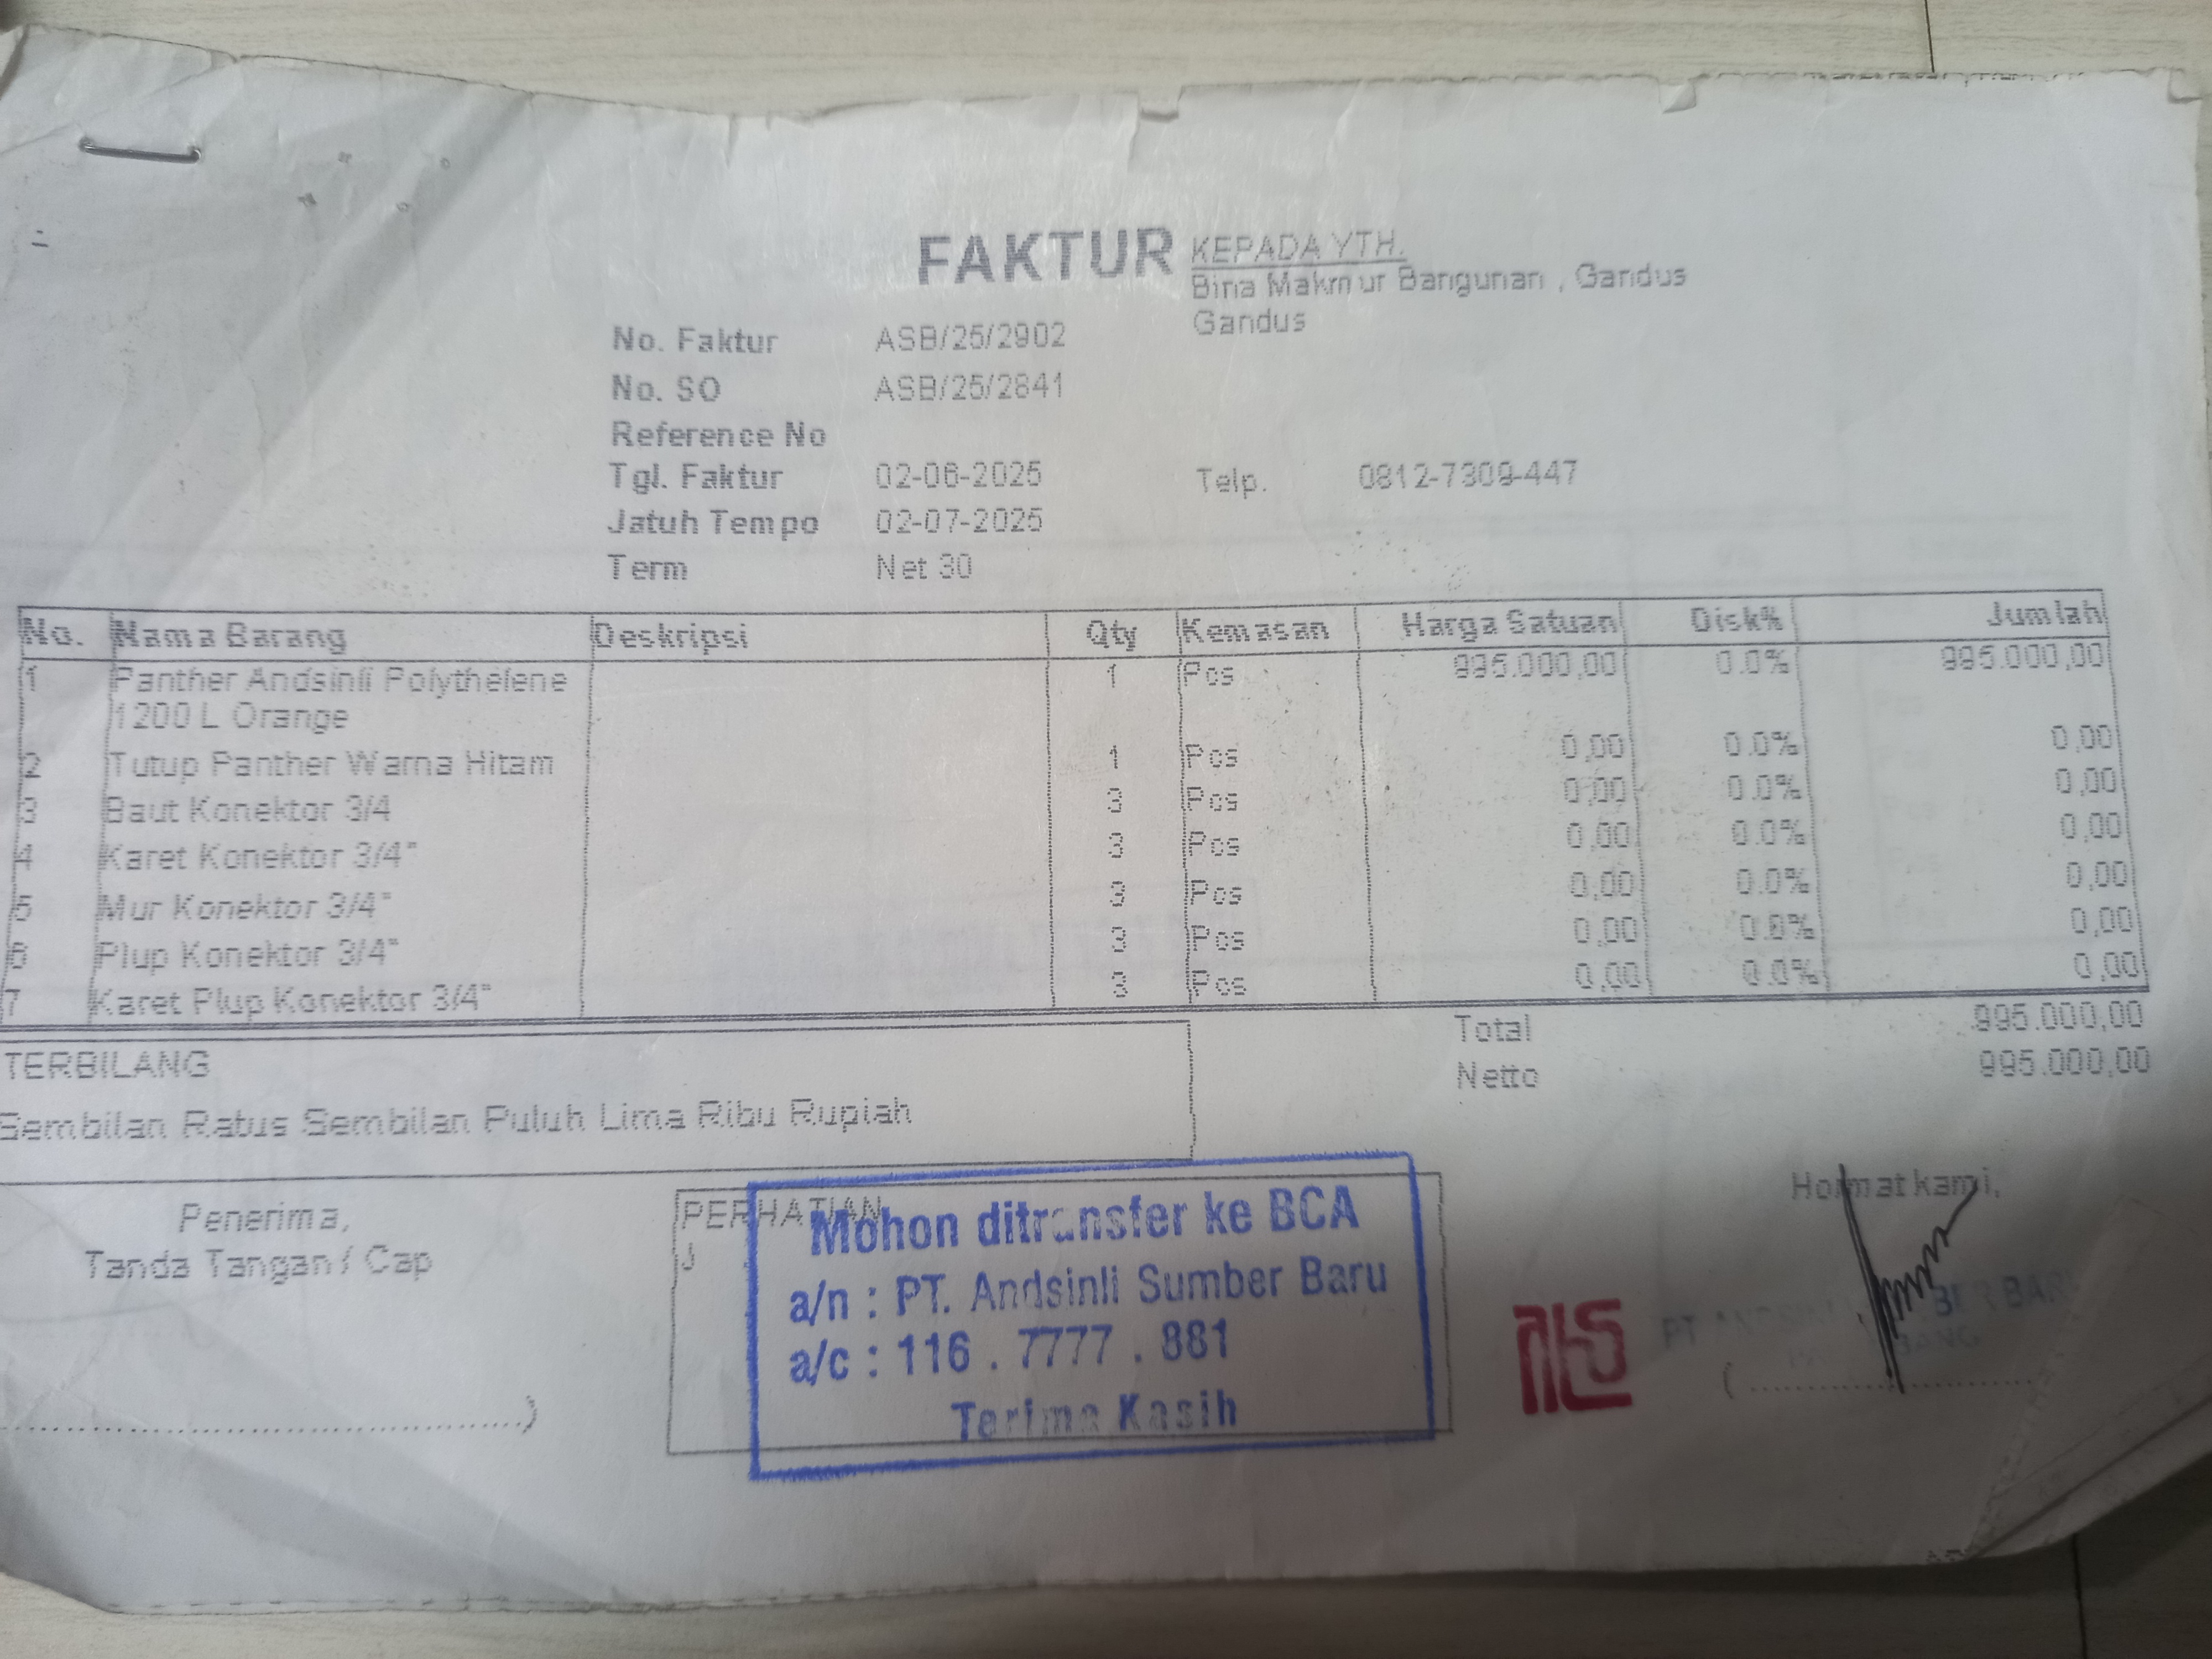 FAKTUR
KEPADA YTH.
Bina Makmur Bangunan , Gandus
Gandus
No. Faktur ASB/25/2902
No. SO ASB/25/2841
Reference No
Tgl. Faktur 02-06-2025
Telp. 0812-7309-447
Jatuh Tempo 02-07-2025
Term Net 30
No. Nama Barang Deskripsi Qty Kemasan Harga Satuan Disk% Jumlah
1 Panther Andsinli Polythelene 1 Pcs 995.000,00 0.0% 995.000,00
1200 L Orange
2 Tutup Panther Warna Hitam 1 Pcs 0,00 0.0% 0,00
3 Baut Konektor 3/4 3 Pcs 0,00 0.0% 0,00
4 Karet Konektor 3/4" 3 Pcs 0,00 0.0% 0,00
5 Mur Konektor 3/4" 3 Pcs 0,00 0.0% 0,00
6 Plup Konektor 3/4" 3 Pcs 0,00 0.0% 0,00
7 Karet Plup Konektor 3/4" 3 Pcs 0,00 0.0% 0,00
Total 995.000,00
Netto 995.000,00
TERBILANG
Sembilan Ratus Sembilan Puluh Lima Ribu Rupiah
Penerima,
Tanda Tangan / Cap
PERHATIAN
Mohon ditransfer ke BCA
a/n : PT. Andsinli Sumber Baru
a/c : 116 . 7777 . 881
Terima Kasih
Hormat kami,
PT